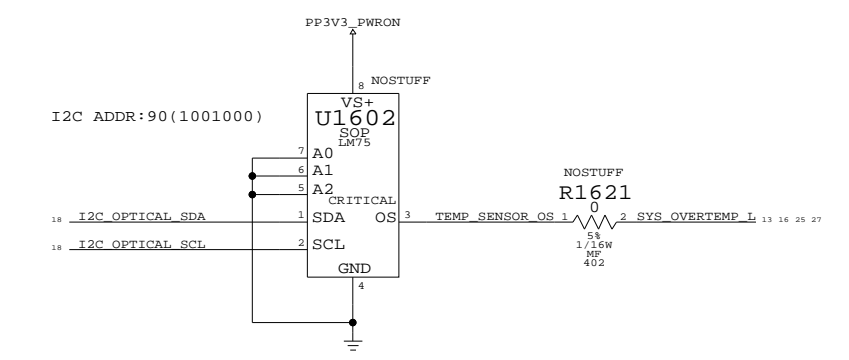 PP3V3_PWRON
8 NOSTUFF
VS+
I2C ADDR:90(1001000)
U1602
SOP
LM75
7 A0
6 A1
5 A2
CRITICAL
NOSTUFF
R1621
0
18 I2C_OPTICAL_SDA 1 SDA OS 3 TEMP_SENSOR_OS 1 2 SYS_OVERTEMP_L 13 16 25 27
5%
1/16W
MF
402
18 I2C_OPTICAL_SCL 2 SCL
GND
4